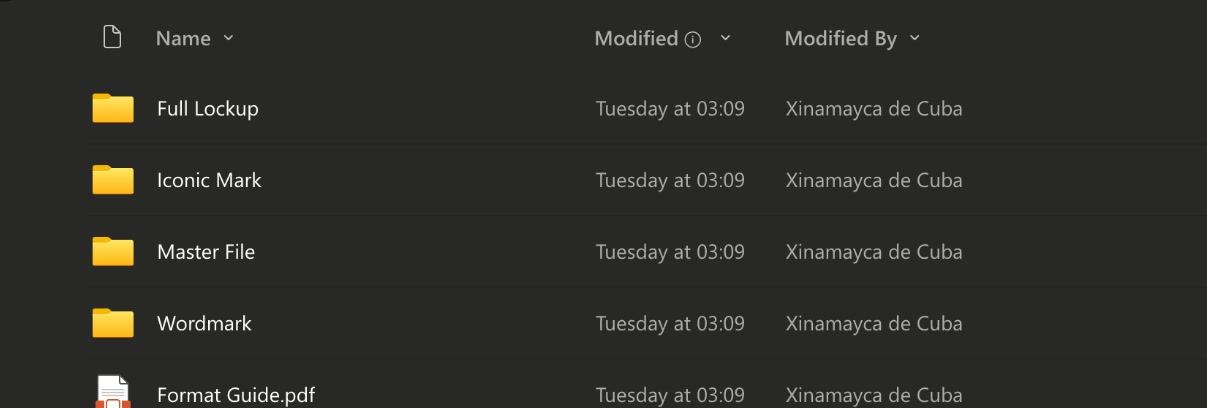 Name Modified Modified By
Full Lockup Tuesday at 03:09 Xinamayca de Cuba
Iconic Mark Tuesday at 03:09 Xinamayca de Cuba
Master File Tuesday at 03:09 Xinamayca de Cuba
Wordmark Tuesday at 03:09 Xinamayca de Cuba
Format Guide.pdf Tuesday at 03:09 Xinamayca de Cuba